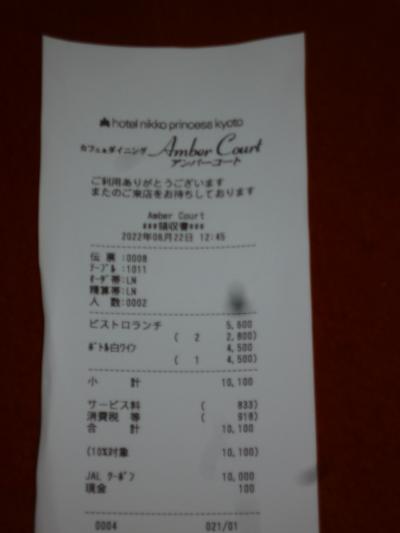 hotel nikko princess kyoto
カフェ&ダイニング Amber Court
アンバーコート
ご利用ありがとうございます
またのご来店をお待ちしております
Amber Court
***領収書***
2022年08月22日 12:45
伝 票:0008
テーブル:1011
オーダ帯:LN
精算帯:LN
人 数:0002
ビストロランチ 5,600
( 2 2,800)
ボトル白ワイン 4,500
( 1 4,500)
小 計 10,100
サービス料 ( 833)
消費税 等 ( 918)
合 計 10,100
(10%対象 10,100)
JAL クーポン 10,000
現金 100
0004 021/01